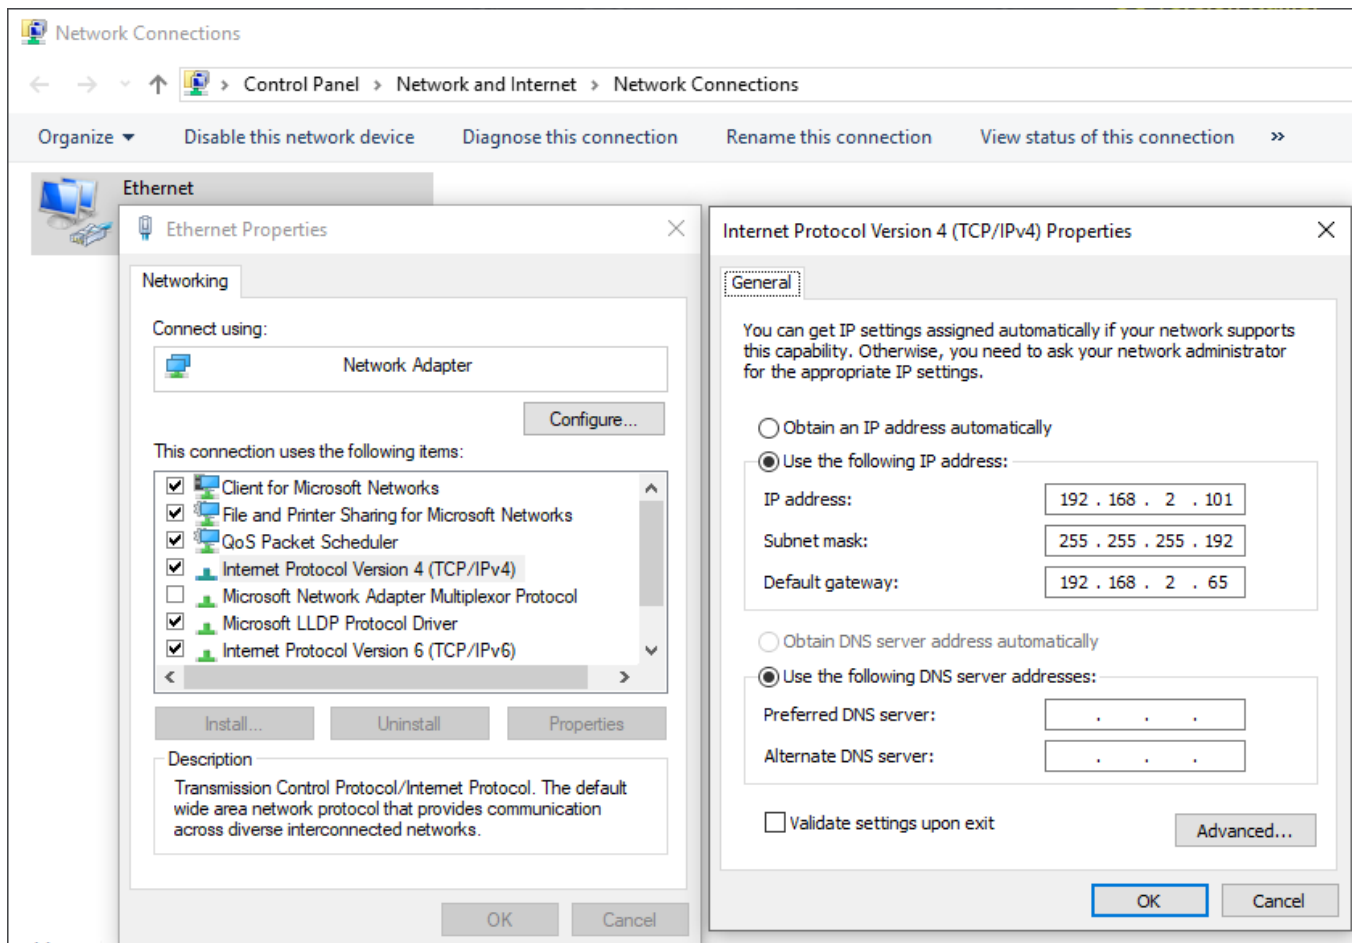 Network Connections
Control Panel > Network and Internet > Network Connections
Organize Disable this network device Diagnose this connection Rename this connection View status of this connection »
Ethernet
Ethernet Properties
Networking
Connect using:
Network Adapter
Configure...
This connection uses the following items:
Client for Microsoft Networks
File and Printer Sharing for Microsoft Networks
QoS Packet Scheduler
Internet Protocol Version 4 (TCP/IPv4)
Microsoft Network Adapter Multiplexor Protocol
Microsoft LLDP Protocol Driver
Internet Protocol Version 6 (TCP/IPv6)
Install... Uninstall Properties
Description
Transmission Control Protocol/Internet Protocol. The default
wide area network protocol that provides communication
across diverse interconnected networks.
OK Cancel
Internet Protocol Version 4 (TCP/IPv4) Properties
General
You can get IP settings assigned automatically if your network supports
this capability. Otherwise, you need to ask your network administrator
for the appropriate IP settings.
Obtain an IP address automatically
Use the following IP address:
IP address: 192 . 168 . 2 . 101
Subnet mask: 255 . 255 . 255 . 192
Default gateway: 192 . 168 . 2 . 65
Obtain DNS server address automatically
Use the following DNS server addresses:
Preferred DNS server: . . .
Alternate DNS server: . . .
Validate settings upon exit
Advanced...
OK Cancel